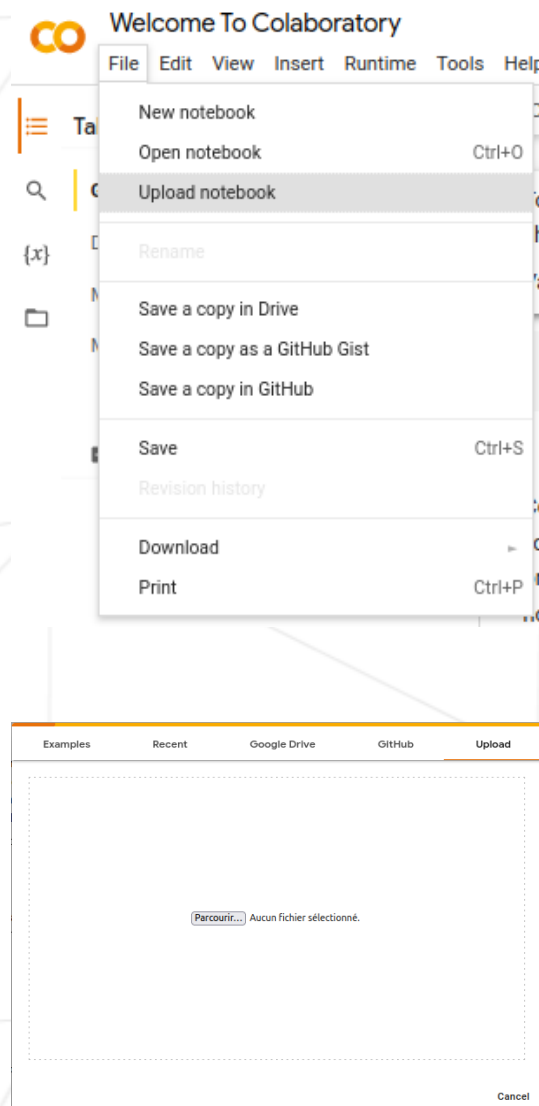 CO Welcome To Colaboratory
File Edit View Insert Runtime Tools Help
Ta
New notebook
Open notebook Ctrl+O
Upload notebook
{x}
Rename
Save a copy in Drive
Save a copy as a GitHub Gist
Save a copy in GitHub
Save Ctrl+S
Revision history
Download
Print Ctrl+P
Examples Recent Google Drive GitHub Upload
Parcourir... Aucun fichier sélectionné.
Cancel